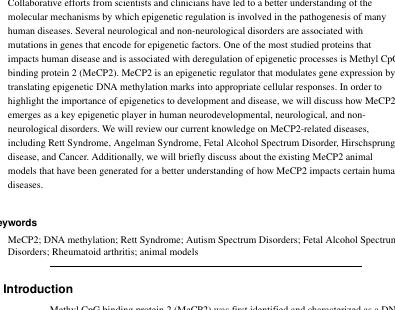 Collaborative efforts from scientists and clinicians have led to a better understanding of the
molecular mechanisms by which epigenetic regulation is involved in the pathogenesis of many
human diseases. Several neurological and non-neurological disorders are associated with
mutations in genes that encode for epigenetic factors. One of the most studied proteins that
impacts human disease and is associated with deregulation of epigenetic processes is Methyl CpG
binding protein 2 (MeCP2). MeCP2 is an epigenetic regulator that modulates gene expression by
translating epigenetic DNA methylation marks into appropriate cellular responses. In order to
highlight the importance of epigenetics to development and disease, we will discuss how MeCP2
emerges as a key epigenetic player in human neurodevelopmental, neurological, and non-
neurological disorders. We will review our current knowledge on MeCP2-related diseases,
including Rett Syndrome, Angelman Syndrome, Fetal Alcohol Spectrum Disorder, Hirschsprung
disease, and Cancer. Additionally, we will briefly discuss about the existing MeCP2 animal
models that have been generated for a better understanding of how MeCP2 impacts certain huma
diseases.
eywords
MeCP2; DNA methylation; Rett Syndrome; Autism Spectrum Disorders; Fetal Alcohol Spectrum
Disorders; Rheumatoid arthritis; animal models
Introduction
Methyl CpG binding protein 2 (MeCP2) was first identified and characterized as a DN